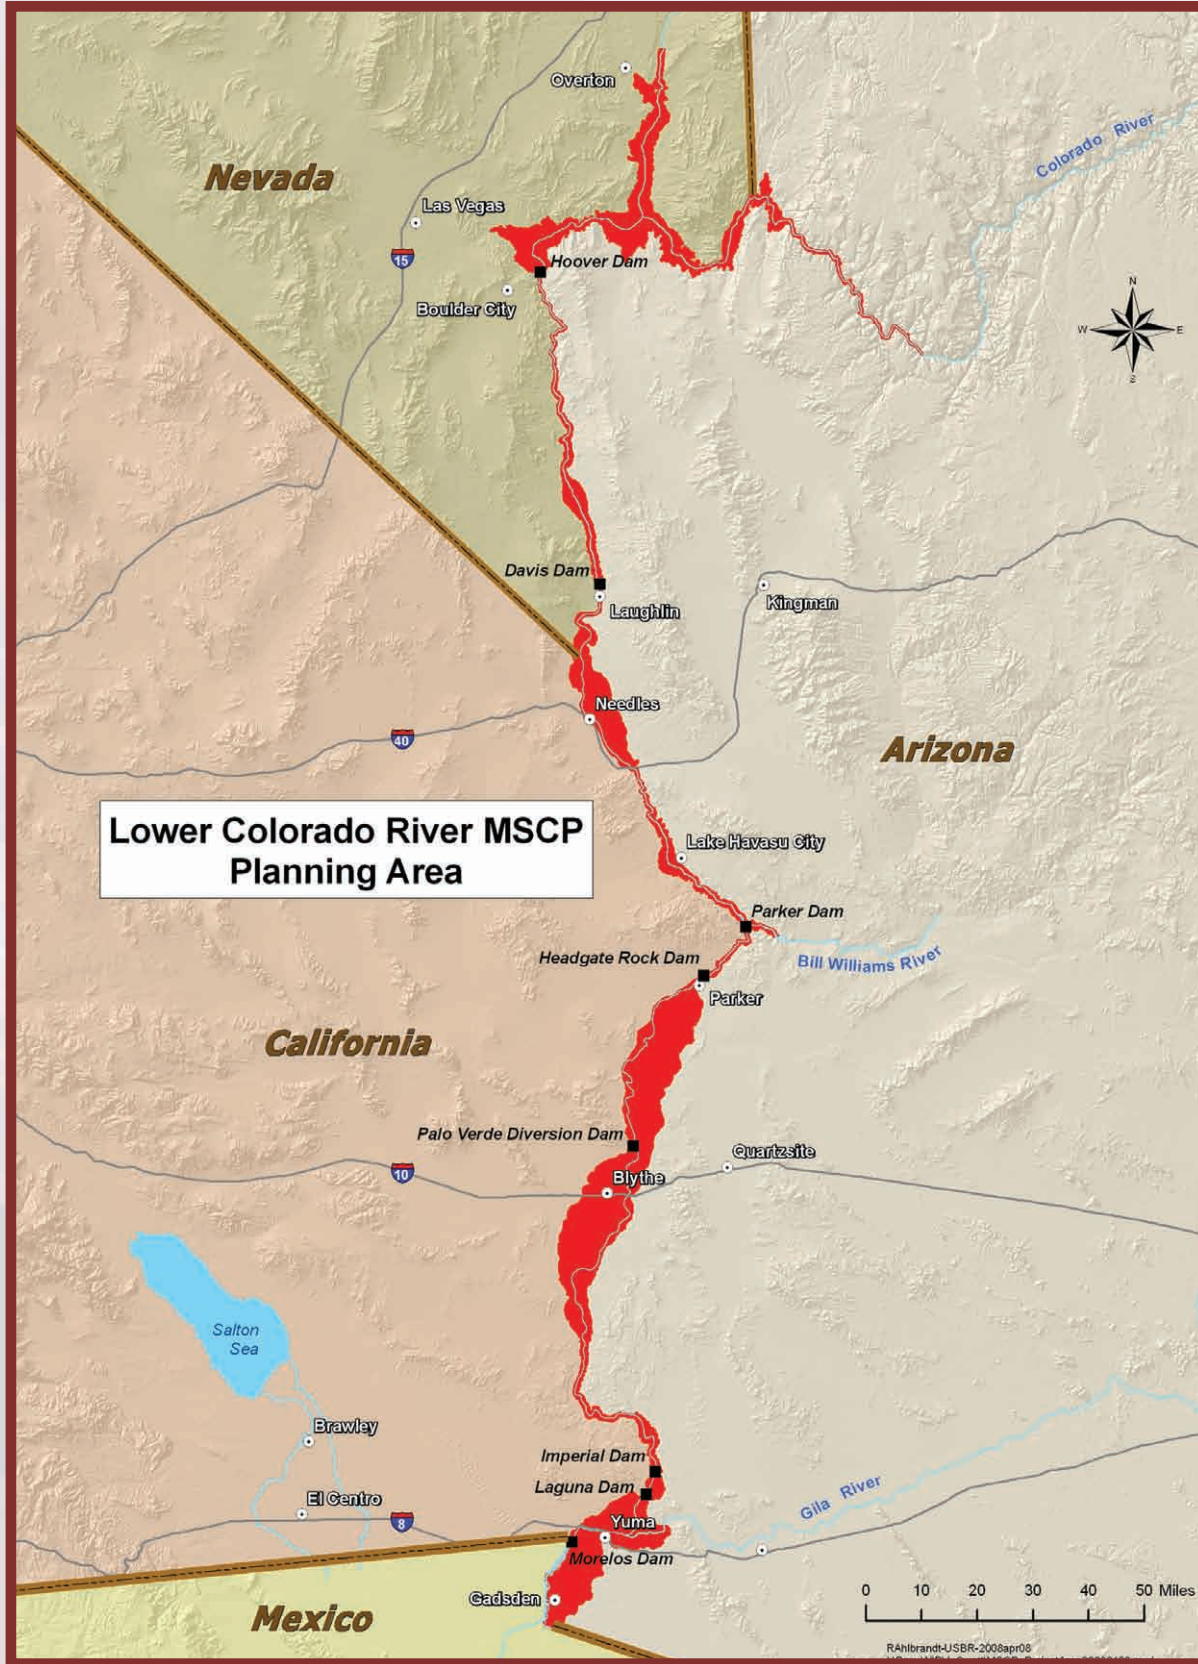 Overton
Colorado River
Nevada
Las Vegas
15
Hoover Dam
Boulder City
N
W
E
S
Davis Dam
Laughlin
Kingman
Needles
40
Arizona
Lower Colorado River MSCP
Planning Area
Lake Havasu City
Parker Dam
Headgate Rock Dam
Bill Williams River
Parker
California
Palo Verde Diversion Dam
Quartzsite
10
Blythe
Salton
Sea
Brawley
Imperial Dam
Laguna Dam
El Centro
Gila River
8
Yuma
Morelos Dam
Gadsden
Mexico
0 10 20 30 40 50 Miles
RAhlbrandt-USBR-2008apr08